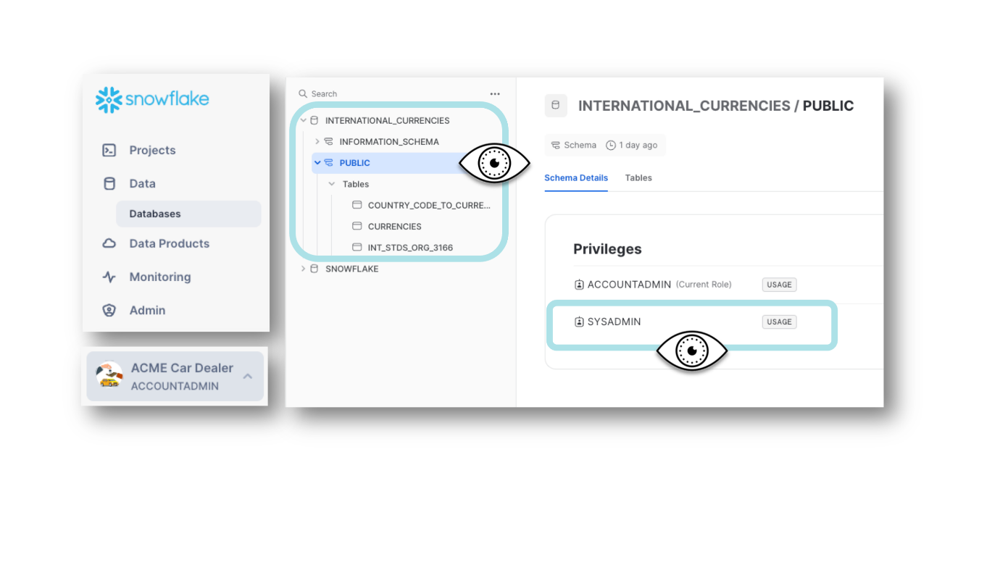 snowflake
Projects
Data
Databases
Data Products
Monitoring
Admin
ACME Car Dealer
ACCOUNTADMIN
Search
INTERNATIONAL_CURRENCIES
INFORMATION_SCHEMA
PUBLIC
Tables
COUNTRY_CODE_TO_CURRE...
CURRENCIES
INT_STDS_ORG_3166
SNOWFLAKE
INTERNATIONAL_CURRENCIES / PUBLIC
Schema 1 day ago
Schema Details Tables
Privileges
ACCOUNTADMIN (Current Role) USAGE
SYSADMIN USAGE